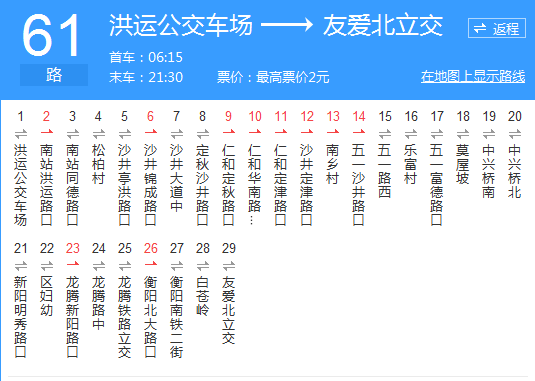 61
路
洪运公交车场 → 友爱北立交
返程
首车：06:15
末车：21:30 票价：最高票价2元
在地图上显示路线
1 洪运公交车场
2 南站洪运路口
3 南站同德路口
4 松柏村
5 沙井亭洪路口
6 沙井锦成路口
7 沙井大道中
8 定秋沙井路口
9 仁和定秋路口
10 仁和华南路…
11 仁和定津路口
12 沙井定津路口
13 南乡村
14 五一沙井路口
15 五一路西
16 乐富村
17 五一富德路口
18 莫屋坡
19 中兴桥南
20 中兴桥北
21 新阳明秀路口
22 区妇幼
23 龙腾新阳路口
24 龙腾路中
25 龙腾铁路立交
26 衡阳北大路口
27 衡阳南铁二街
28 白苍岭
29 友爱北立交